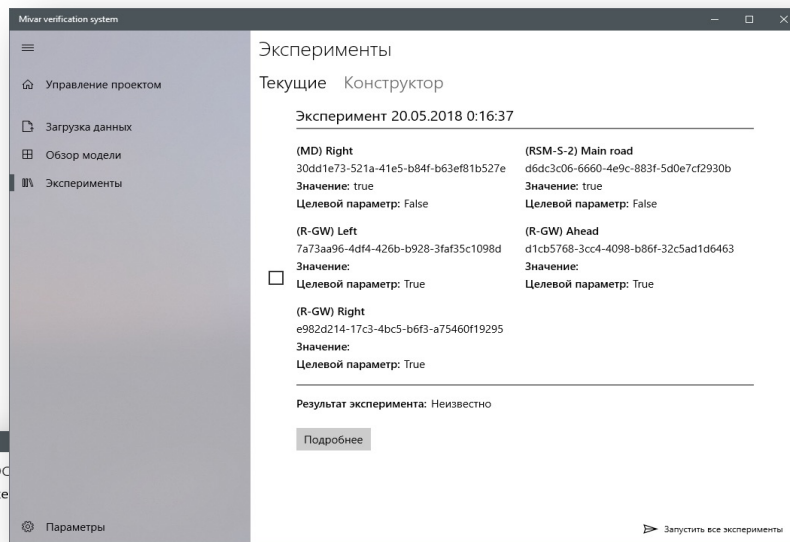 Mivar verification system
Управление проектом
Загрузка данных
Обзор модели
Эксперименты
Параметры
Эксперименты
Текущие Конструктор
Эксперимент 20.05.2018 0:16:37
(MD) Right
30dd1e73-521a-41e5-b84f-b63ef81b527e
Значение: true
Целевой параметр: False
(RSM-S-2) Main road
d6dc3c06-6660-4e9c-883f-5d0e7cf2930b
Значение: true
Целевой параметр: False
(R-GW) Left
7a73aa96-4df4-426b-b928-3faf35c1098d
Значение:
Целевой параметр: True
(R-GW) Ahead
d1cb5768-3cc4-4098-b86f-32c5ad1d6463
Значение:
Целевой параметр: True
(R-GW) Right
e982d214-17c3-4bc5-b6f3-a75460f19295
Значение:
Целевой параметр: True
Результат эксперимента: Неизвестно
Подробнее
Запустить все эксперименты